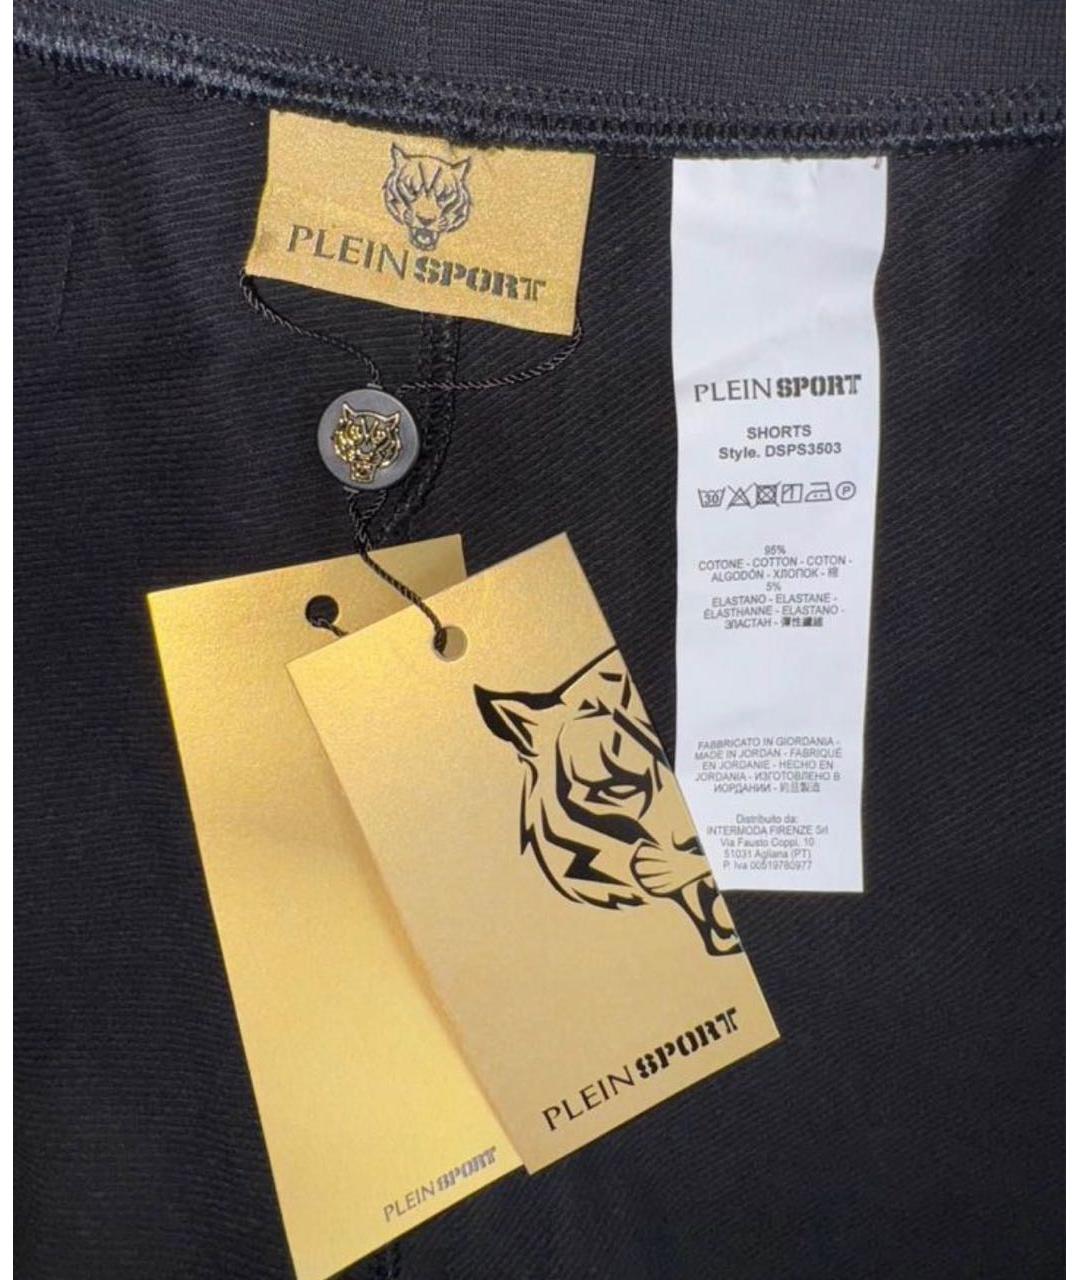 PLEIN SPORT
PLEIN SPORT
SHORTS
Style. DSPS3503
30 P
95%
COTONE - COTTON - COTON -
ALGODÓN - ХЛОПОК - 棉
5%
ELASTANO - ELASTANE -
ÉLASTHANNE - ELASTANO -
ЭЛАСТАН - 彈性纖維
FABBRICATO IN GIORDANIA -
MADE IN JORDAN - FABRIQUÉ
EN JORDANIE - HECHO EN
JORDANIA - ИЗГОТОВЛЕНО В
ИОРДАНИИ - 約旦製造
Distribuito da:
INTERMODA FIRENZE Srl
Via Fausto Coppi, 10
51031 Agliana (PT)
P. Iva 00519780977
PLEIN SPORT
PLEIN SPORT